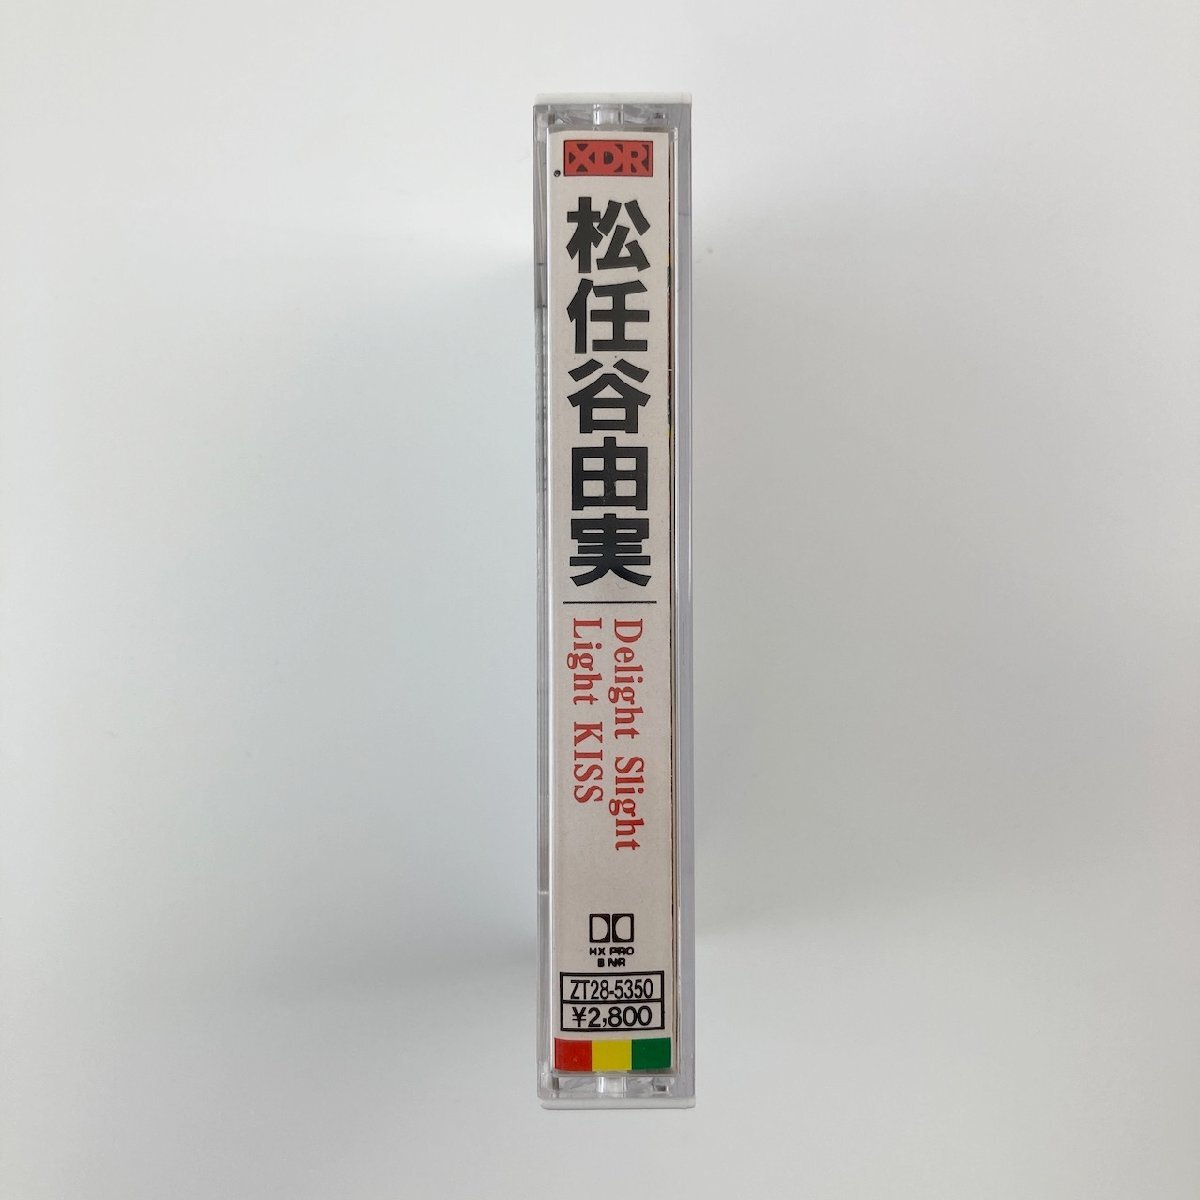 XDR
松任谷由実
Delight Slight
Light KISS
HX PRO
B NR
ZT28-5350
¥2,800